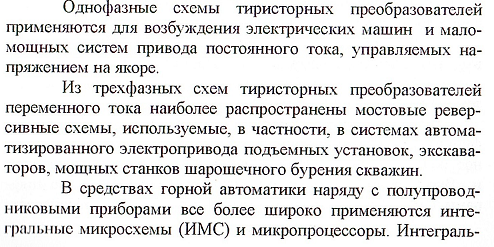 Однофазные схемы тиристорных преобразователей
применяются для возбуждения электрических машин и мало-
мощных систем привода постоянного тока, управляемых на-
пряжением на якоре.
Из трехфазных схем тиристорных преобразователей
переменного тока наиболее распространены мостовые ревер-
сивные схемы, используемые, в частности, в системах автома-
тизированного электропривода подъемных установок, экскава-
торов, мощных станков шарошечного бурения скважин.
В средствах горной автоматики наряду с полупровод-
никовыми приборами все более широко применяются инте-
гральные микросхемы (ИМС) и микропроцессоры. Интеграль-